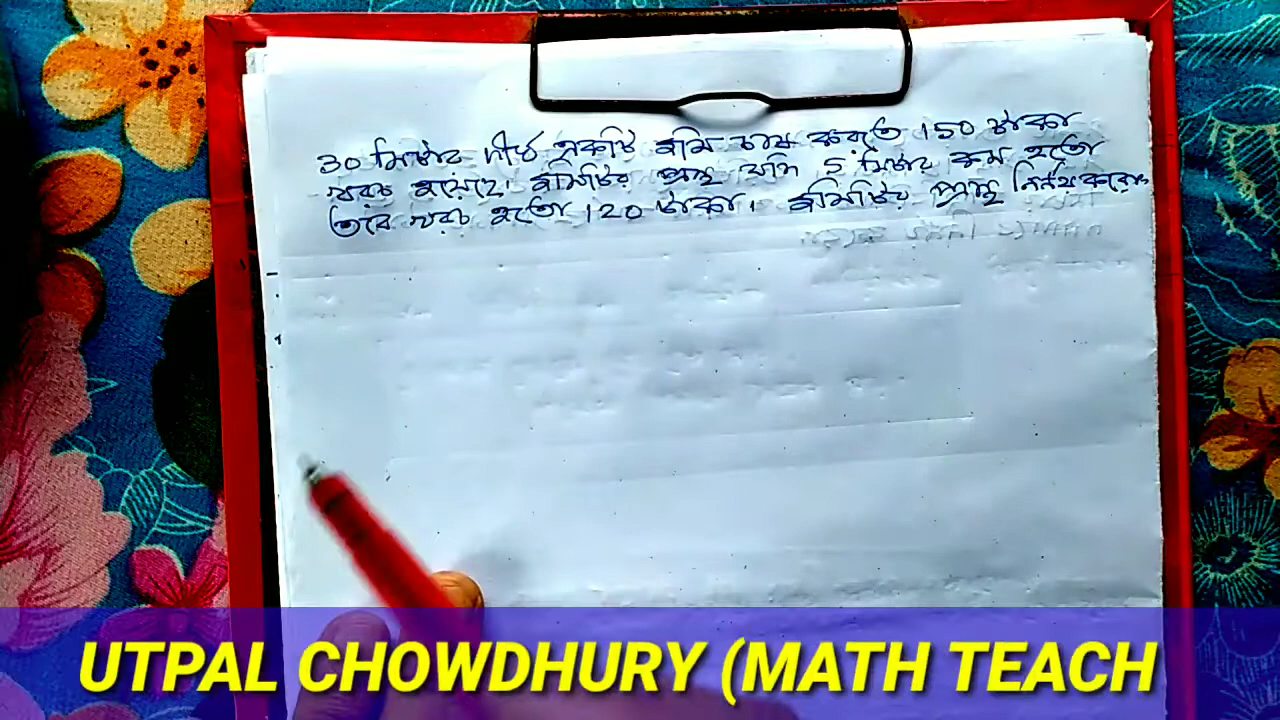 30 মিটার দীর্ঘ একটি জমি চাষ করতে 150 টাকা
খরচ হয়েছে। জমিটির প্রস্থ যদি 5 মিটার কম হতো
তবে খরচ হতো 120 টাকা। জমিটির প্রস্থ নির্ণয় করো।
UTPAL CHOWDHURY (MATH TEACH